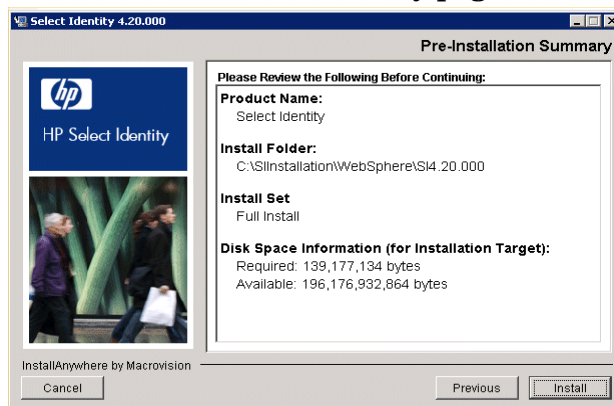 Select Identity 4.20.000
Pre-Installation Summary
hp
HP Select Identity
Please Review the Following Before Continuing:
Product Name:
Select Identity
Install Folder:
C:\SIInstallation\WebSphere\SI4.20.000
Install Set
Full Install
Disk Space Information (for Installation Target):
Required: 139,177,134 bytes
Available: 196,176,932,864 bytes
InstallAnywhere by Macrovision
Cancel
Previous
Install